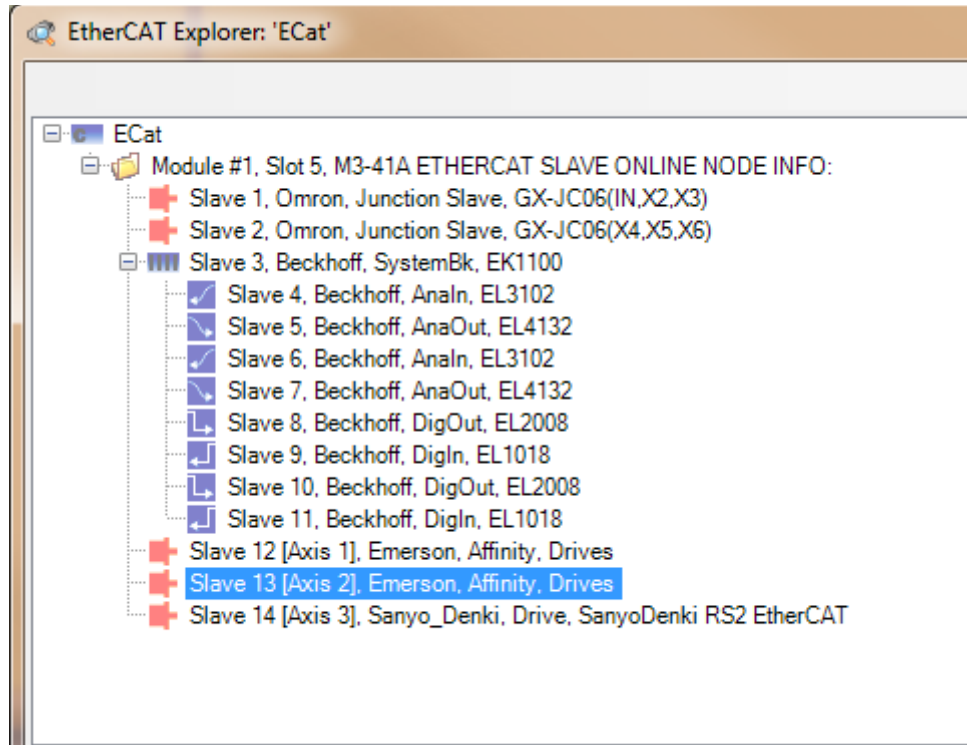 EtherCAT Explorer: 'ECat'
ECat
Module #1, Slot 5, M3-41A ETHERCAT SLAVE ONLINE NODE INFO:
Slave 1, Omron, Junction Slave, GX-JC06(IN,X2,X3)
Slave 2, Omron, Junction Slave, GX-JC06(X4,X5,X6)
Slave 3, Beckhoff, SystemBk, EK1100
Slave 4, Beckhoff, AnaIn, EL3102
Slave 5, Beckhoff, AnaOut, EL4132
Slave 6, Beckhoff, AnaIn, EL3102
Slave 7, Beckhoff, AnaOut, EL4132
Slave 8, Beckhoff, DigOut, EL2008
Slave 9, Beckhoff, DigIn, EL1018
Slave 10, Beckhoff, DigOut, EL2008
Slave 11, Beckhoff, DigIn, EL1018
Slave 12 [Axis 1], Emerson, Affinity, Drives
Slave 13 [Axis 2], Emerson, Affinity, Drives
Slave 14 [Axis 3], Sanyo_Denki, Drive, SanyoDenki RS2 EtherCAT